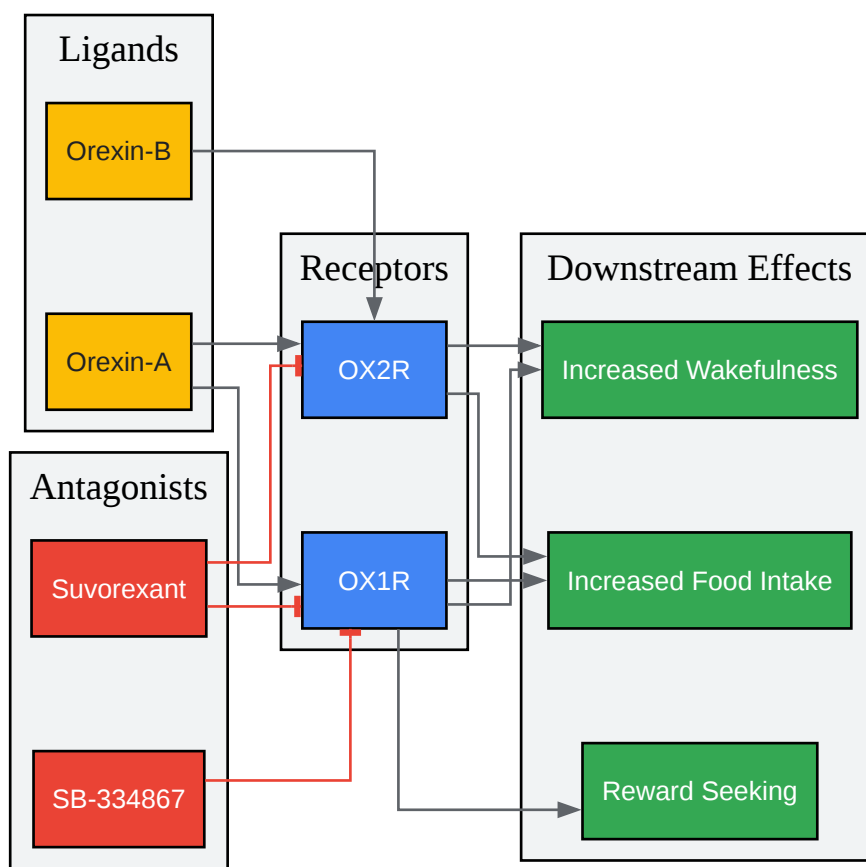 Ligands
Orexin-B
Orexin-A
Antagonists
Suvorexant
SB-334867
Receptors
OX2R
OX1R
Downstream Effects
Increased Wakefulness
Increased Food Intake
Reward Seeking